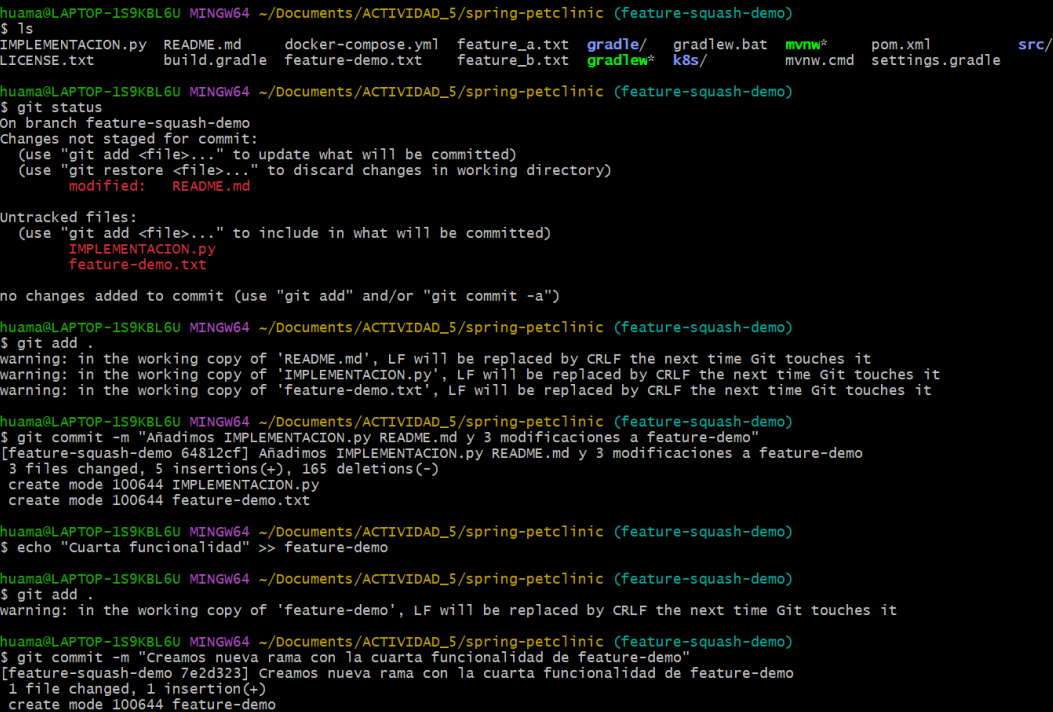 huama@LAPTOP-1S9KBL6U MINGW64 ~/Documents/ACTIVIDAD_5/spring-petclinic (feature-squash-demo)
$ ls
IMPLEMENTACION.py  README.md     docker-compose.yml  feature_a.txt  gradle/   gradlew.bat  mvnw*     pom.xml          src/
LICENSE.txt        build.gradle  feature-demo.txt    feature_b.txt  gradlew*  k8s/         mvnw.cmd  settings.gradle
huama@LAPTOP-1S9KBL6U MINGW64 ~/Documents/ACTIVIDAD_5/spring-petclinic (feature-squash-demo)
$ git status
On branch feature-squash-demo
Changes not staged for commit:
  (use "git add <file>..." to update what will be committed)
  (use "git restore <file>..." to discard changes in working directory)
        modified:   README.md
Untracked files:
  (use "git add <file>..." to include in what will be committed)
        IMPLEMENTACION.py
        feature-demo.txt
no changes added to commit (use "git add" and/or "git commit -a")
huama@LAPTOP-1S9KBL6U MINGW64 ~/Documents/ACTIVIDAD_5/spring-petclinic (feature-squash-demo)
$ git add .
warning: in the working copy of 'README.md', LF will be replaced by CRLF the next time Git touches it
warning: in the working copy of 'IMPLEMENTACION.py', LF will be replaced by CRLF the next time Git touches it
warning: in the working copy of 'feature-demo.txt', LF will be replaced by CRLF the next time Git touches it
huama@LAPTOP-1S9KBL6U MINGW64 ~/Documents/ACTIVIDAD_5/spring-petclinic (feature-squash-demo)
$ git commit -m "Añadimos IMPLEMENTACION.py README.md y 3 modificaciones a feature-demo"
[feature-squash-demo 64812cf] Añadimos IMPLEMENTACION.py README.md y 3 modificaciones a feature-demo
 3 files changed, 5 insertions(+), 165 deletions(-)
 create mode 100644 IMPLEMENTACION.py
 create mode 100644 feature-demo.txt
huama@LAPTOP-1S9KBL6U MINGW64 ~/Documents/ACTIVIDAD_5/spring-petclinic (feature-squash-demo)
$ echo "Cuarta funcionalidad" >> feature-demo
huama@LAPTOP-1S9KBL6U MINGW64 ~/Documents/ACTIVIDAD_5/spring-petclinic (feature-squash-demo)
$ git add .
warning: in the working copy of 'feature-demo', LF will be replaced by CRLF the next time Git touches it
huama@LAPTOP-1S9KBL6U MINGW64 ~/Documents/ACTIVIDAD_5/spring-petclinic (feature-squash-demo)
$ git commit -m "Creamos nueva rama con la cuarta funcionalidad de feature-demo"
[feature-squash-demo 7e2d323] Creamos nueva rama con la cuarta funcionalidad de feature-demo
 1 file changed, 1 insertion(+)
 create mode 100644 feature-demo